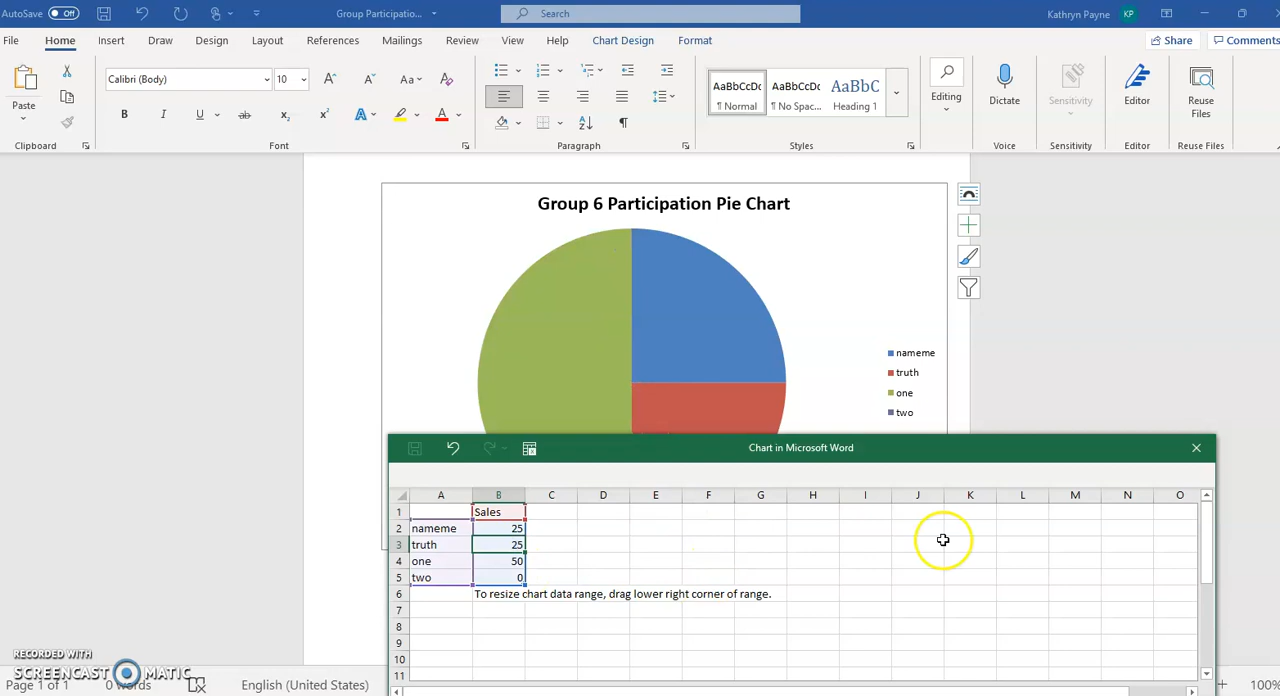 AutoSave Off Group Participatio... Search Kathryn Payne KP
File Home Insert Draw Design Layout References Mailings Review View Help Chart Design Format Share Comments
Paste
Calibri (Body) 10 Aa
B I U ab x₂ x² A A
AaBbCcDc AaBbCcDc AaBbC
¶ Normal ¶ No Spac... Heading 1
Editing
Dictate
Sensitivity
Editor
Reuse
Files
Clipboard Font Paragraph Styles Voice Sensitivity Editor Reuse Files
Group 6 Participation Pie Chart
nameme
truth
one
two
Chart in Microsoft Word
A B C D E F G H I J K L M N O
1 Sales
2 nameme 25
3 truth 25
4 one 50
5 two 0
6 To resize chart data range, drag lower right corner of range.
7
8
9
10
11
RECORDED WITH
SCREENCAST MATIC
Page 1 of 1 0 words English (United States) 100%